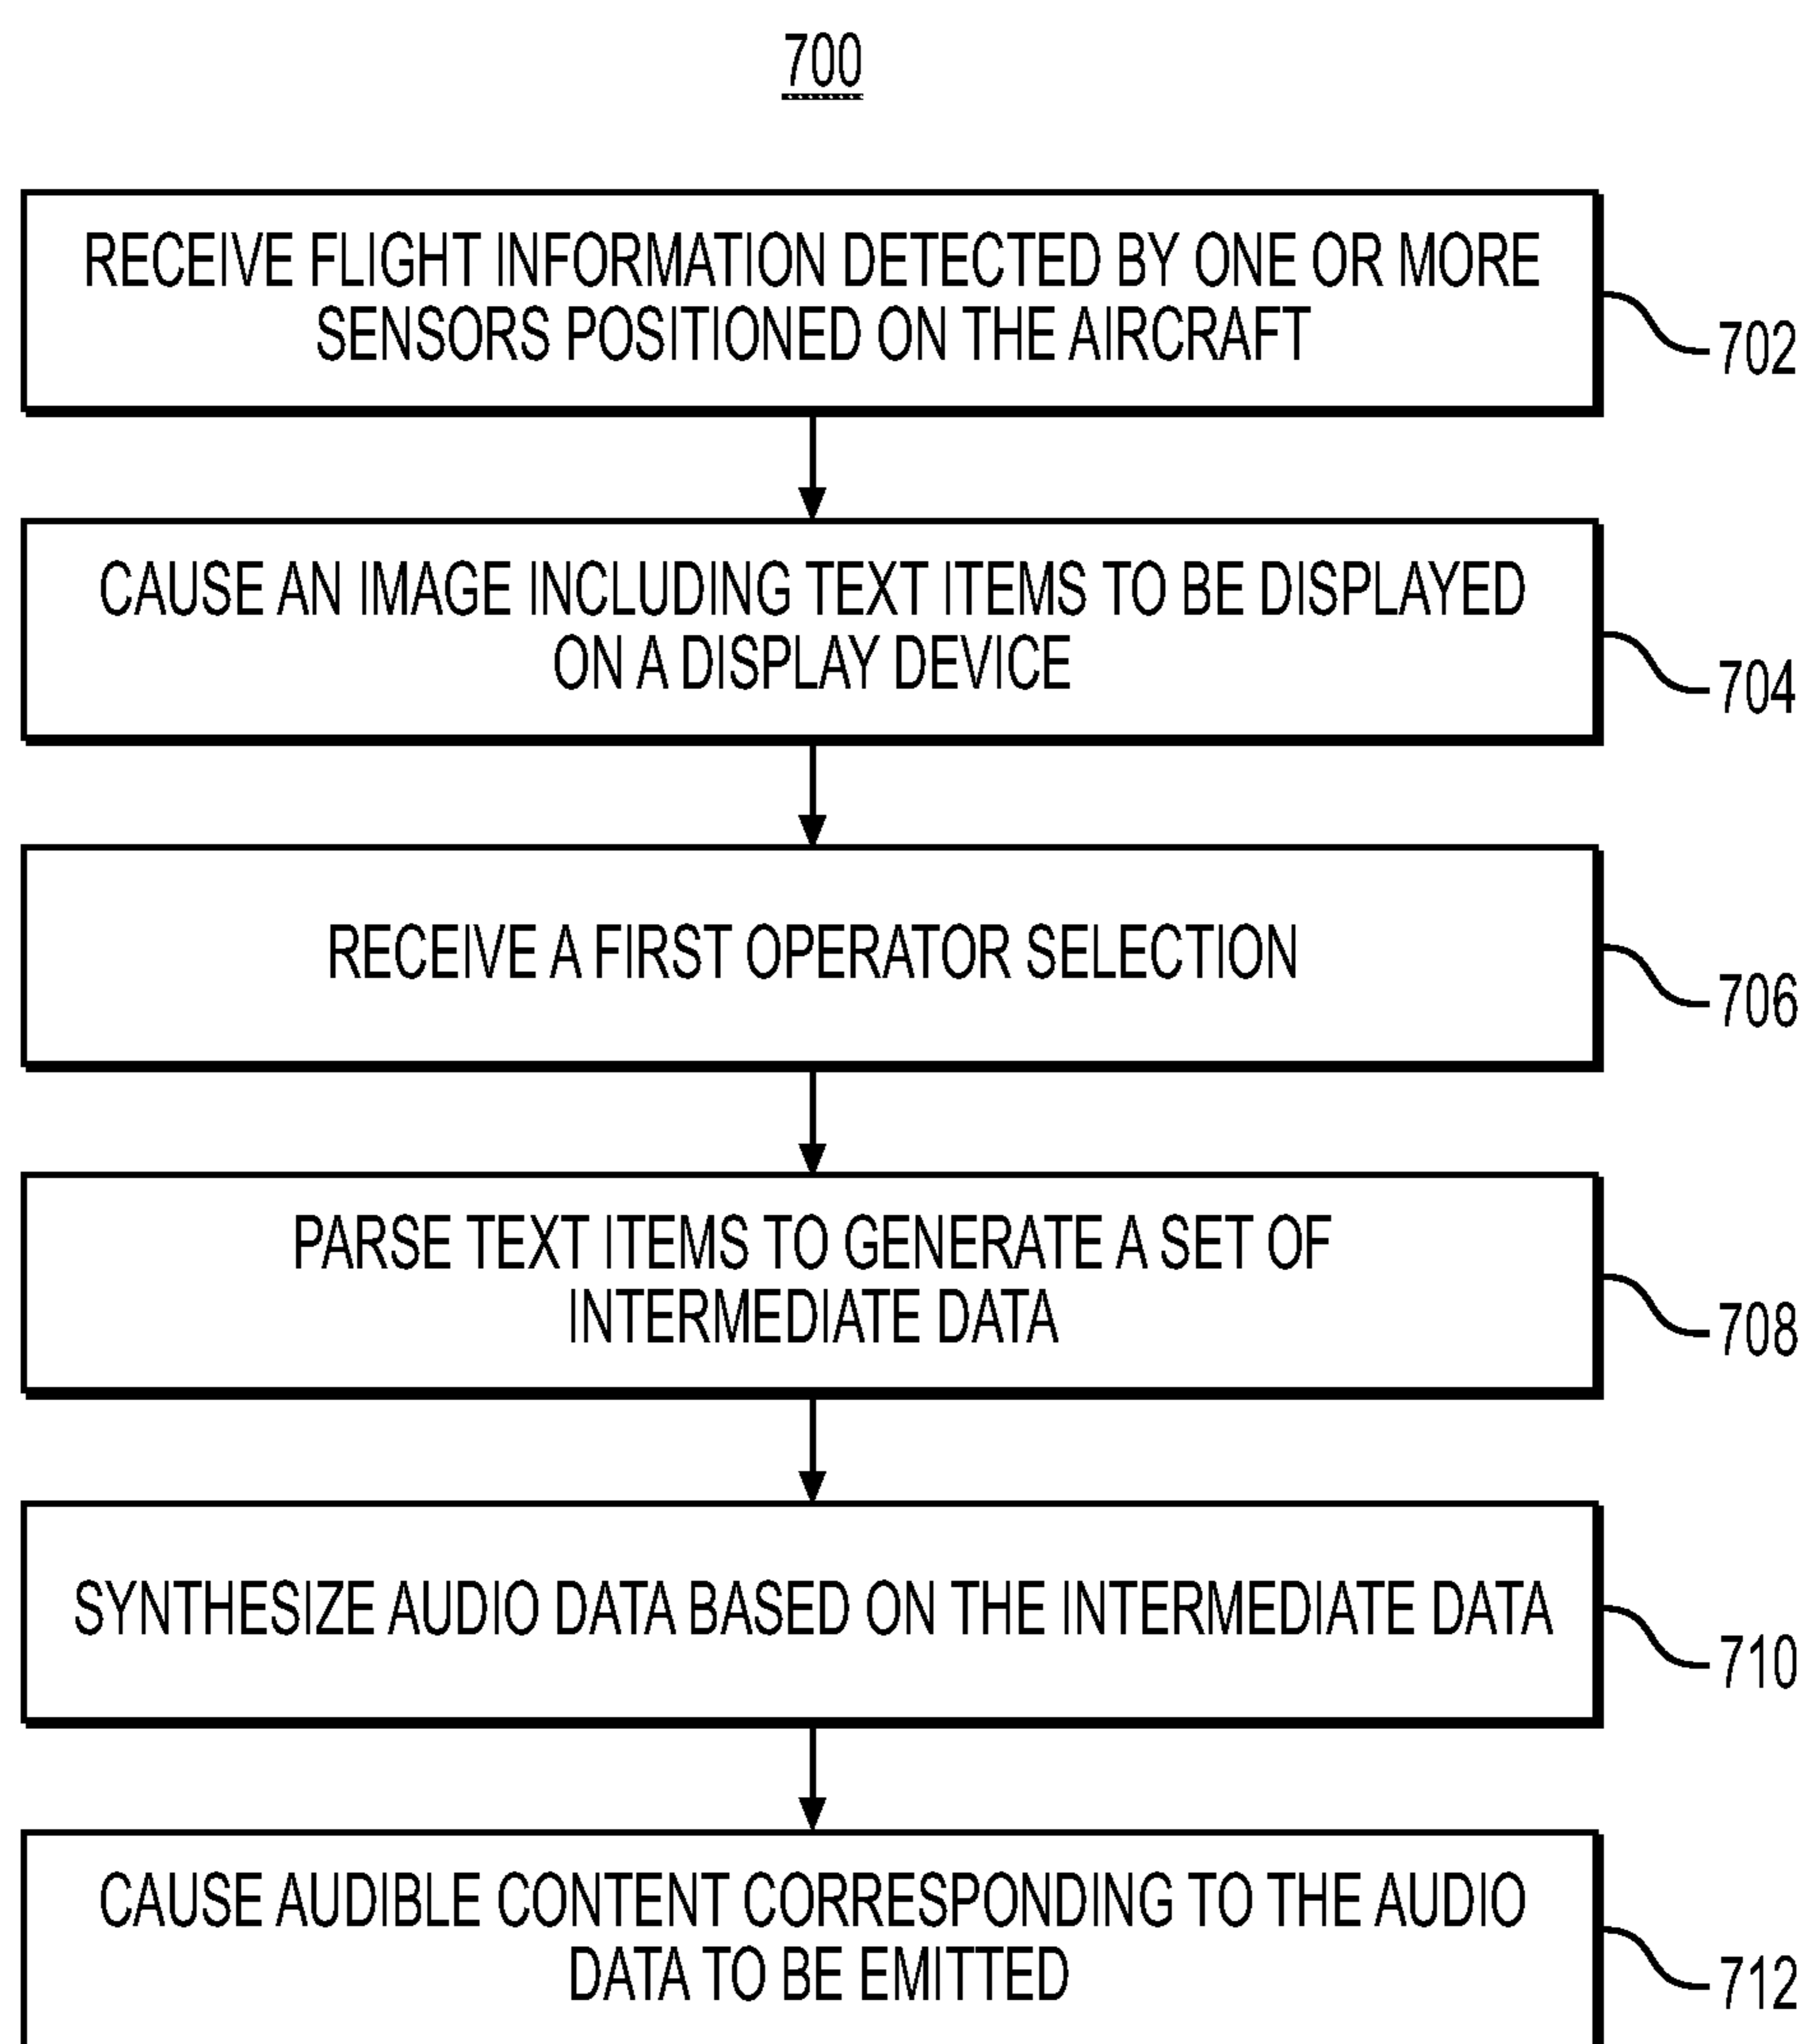 700
RECEIVE FLIGHT INFORMATION DETECTED BY ONE OR MORE
SENSORS POSITIONED ON THE AIRCRAFT
702
CAUSE AN IMAGE INCLUDING TEXT ITEMS TO BE DISPLAYED
ON A DISPLAY DEVICE
704
RECEIVE A FIRST OPERATOR SELECTION
706
PARSE TEXT ITEMS TO GENERATE A SET OF
INTERMEDIATE DATA
708
SYNTHESIZE AUDIO DATA BASED ON THE INTERMEDIATE DATA
710
CAUSE AUDIBLE CONTENT CORRESPONDING TO THE AUDIO
DATA TO BE EMITTED
712